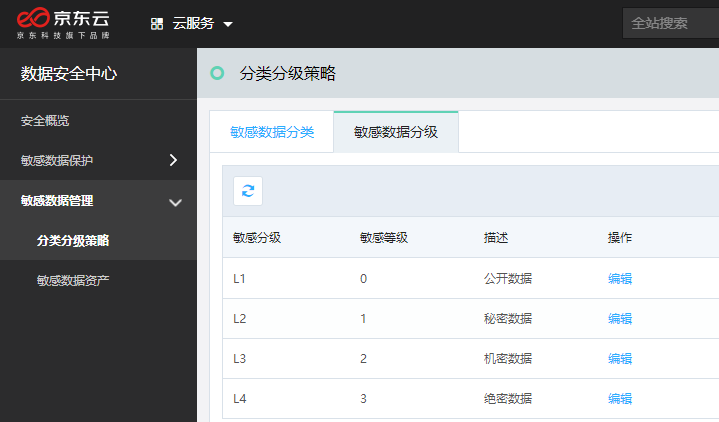 京东云
京东科技旗下品牌
云服务
全站搜索
数据安全中心
安全概览
敏感数据保护
敏感数据管理
分类分级策略
敏感数据资产
分类分级策略
敏感数据分类 敏感数据分级
敏感分级 敏感等级 描述 操作
L1 0 公开数据 编辑
L2 1 秘密数据 编辑
L3 2 机密数据 编辑
L4 3 绝密数据 编辑